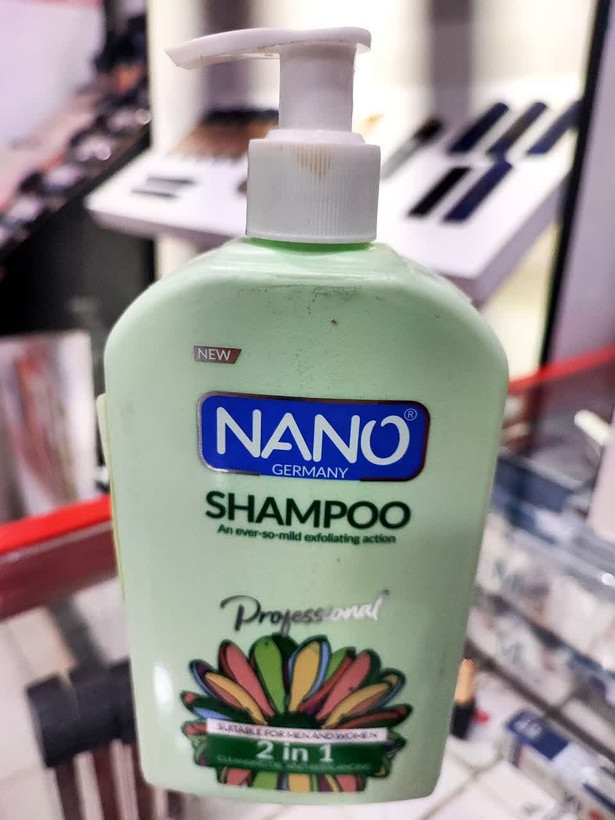 NEW
NANO®
GERMANY
SHAMPOO
An ever-so-mild exfoliating action
Professional
SUITABLE FOR MEN AND WOMEN
2 in 1